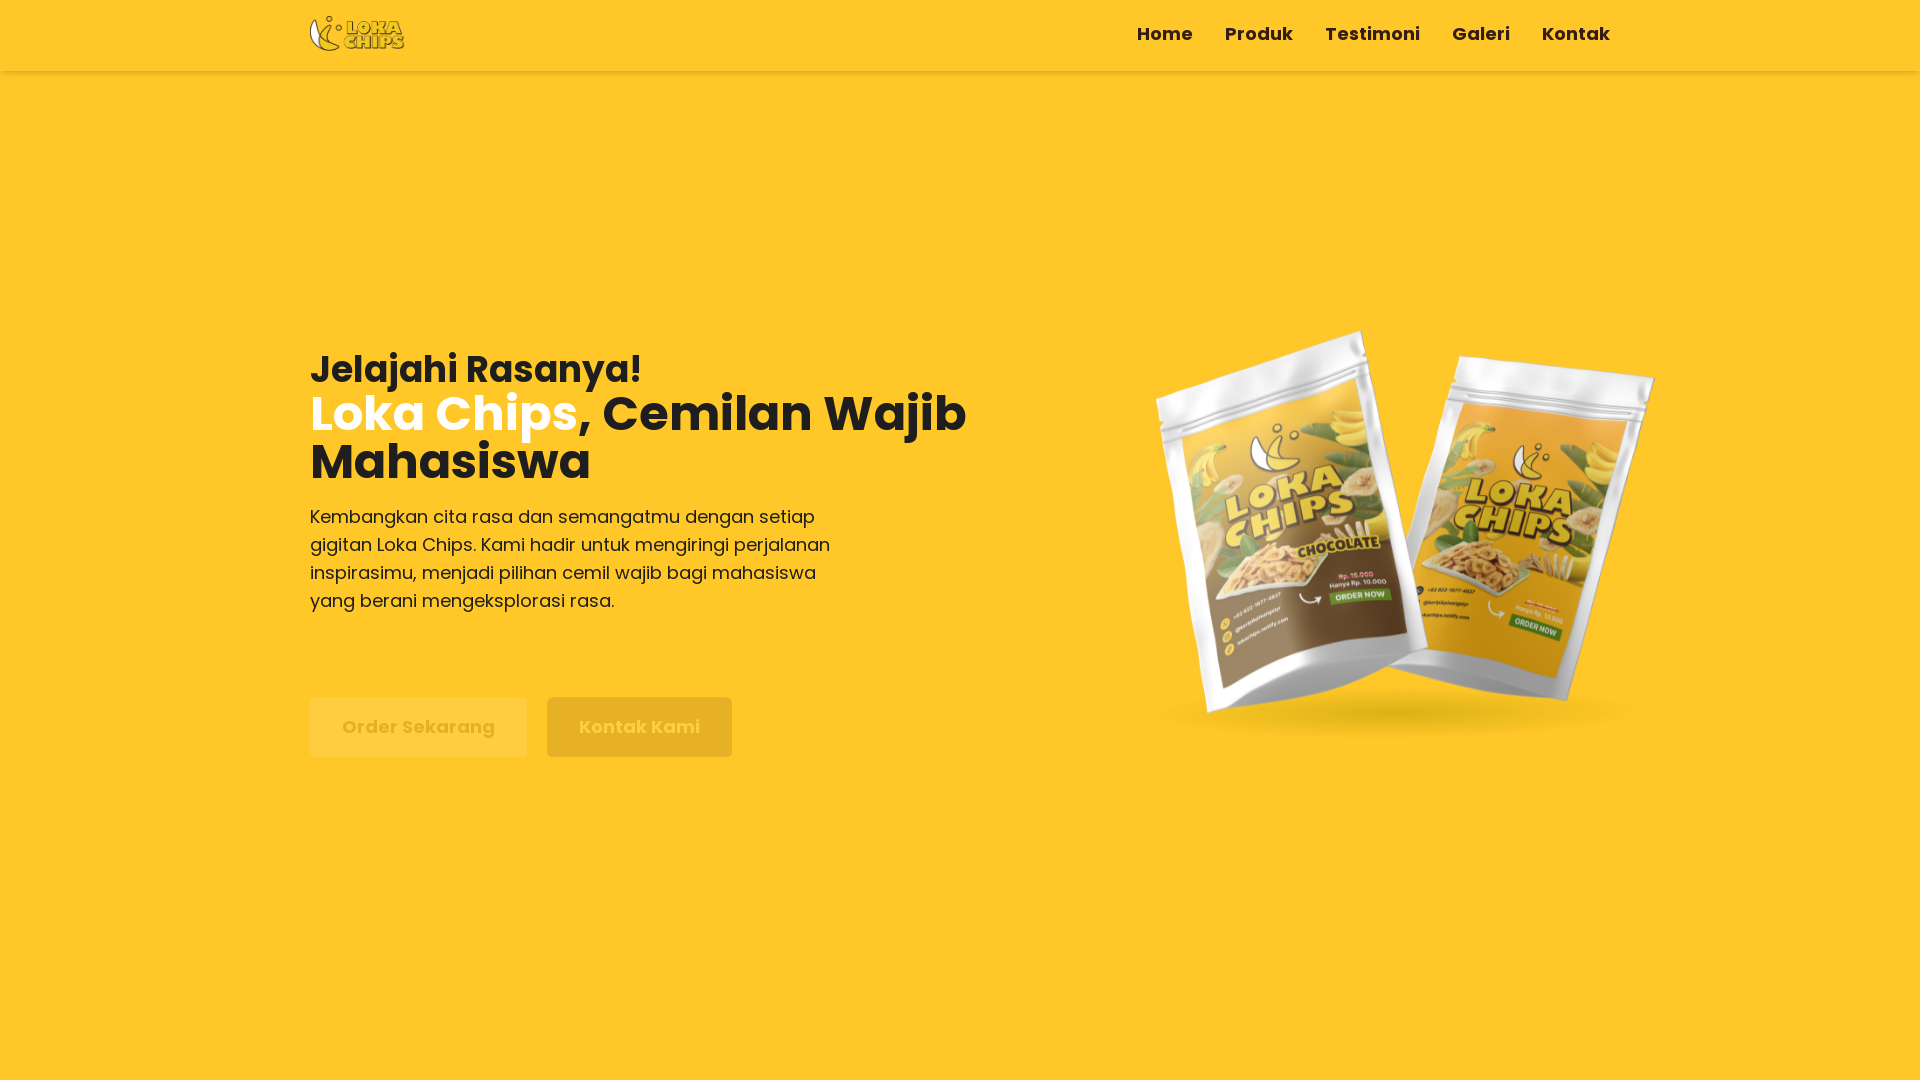 LOKA
CHIPS
Home
Produk
Testimoni
Galeri
Kontak
Jelajahi Rasanya!
Loka Chips, Cemilan Wajib
Mahasiswa
Kembangkan cita rasa dan semangatmu dengan setiap
gigitan Loka Chips. Kami hadir untuk mengiringi perjalanan
inspirasimu, menjadi pilihan cemil wajib bagi mahasiswa
yang berani mengeksplorasi rasa.
Order Sekarang
Kontak Kami
LOKA
CHIPS
CHOCOLATE
Rp. 15.000
Hanya Rp. 10.000
ORDER NOW
lokachips.netlify.com
LOKA
CHIPS
Hanya Rp. 10.000
ORDER NOW